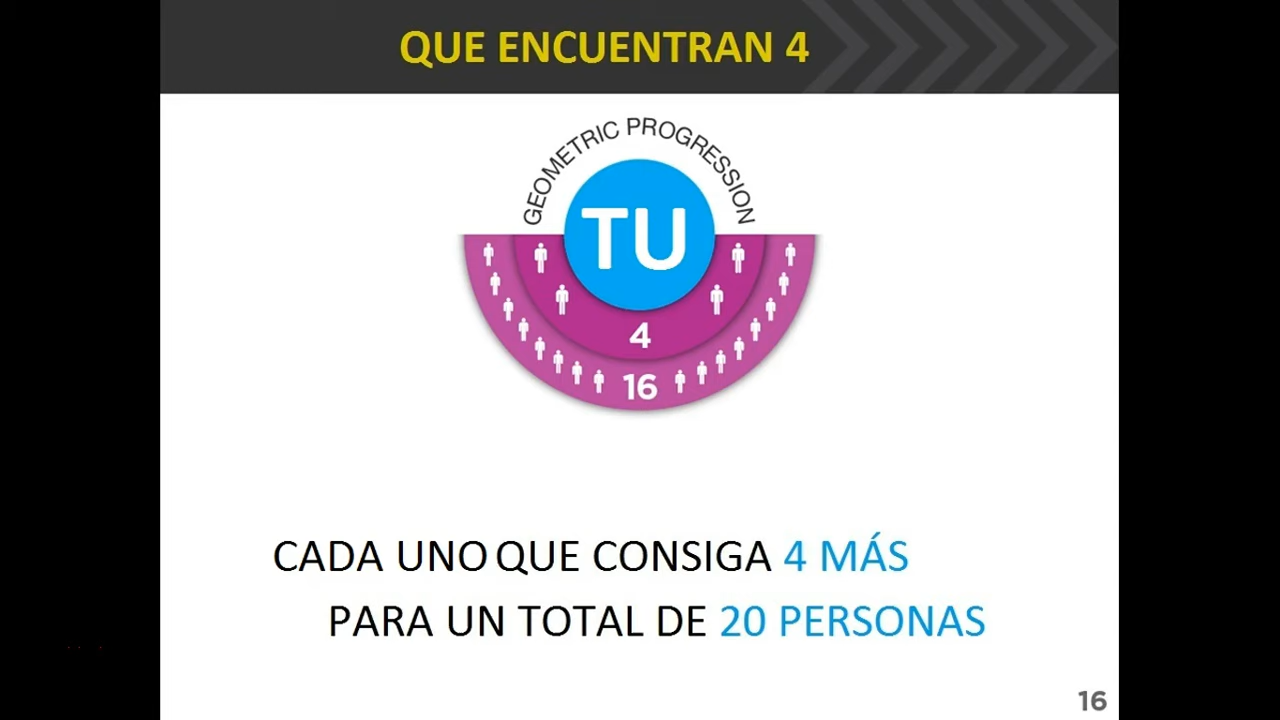 QUE ENCUENTRAN 4
GEOMETRIC PROGRESSION
TU
4
16
CADA UNO QUE CONSIGA 4 MÁS
PARA UN TOTAL DE 20 PERSONAS
16